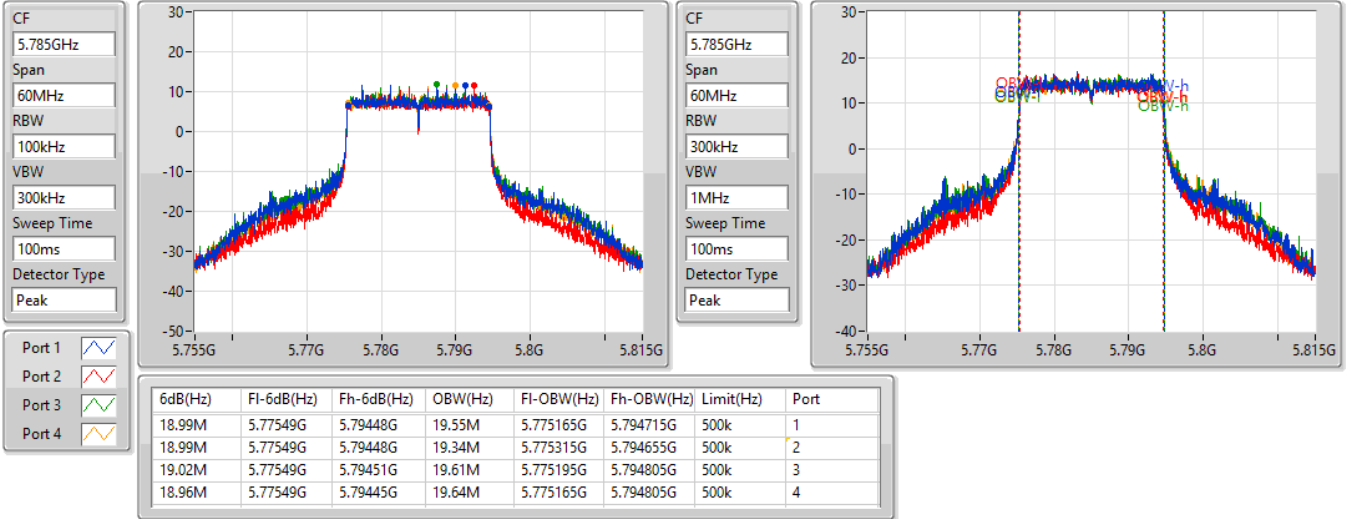 CF
5.785GHz
Span
60MHz
RBW
100kHz
VBW
300kHz
Sweep Time
100ms
Detector Type
Peak
30
20
10
0
-10
-20
-30
-40
-50
5.755G 5.77G 5.78G 5.79G 5.8G 5.815G
CF
5.785GHz
Span
60MHz
RBW
300kHz
VBW
1MHz
Sweep Time
100ms
Detector Type
Peak
30
20
10
0
-10
-20
-30
-40
OBW-l
OBW-h
OBW-h
5.755G 5.77G 5.78G 5.79G 5.8G 5.815G
Port 1
Port 2
Port 3
Port 4
6dB(Hz) Fl-6dB(Hz) Fh-6dB(Hz) OBW(Hz) Fl-OBW(Hz) Fh-OBW(Hz) Limit(Hz) Port
18.99M 5.77549G 5.79448G 19.55M 5.775165G 5.794715G 500k 1
18.99M 5.77549G 5.79448G 19.34M 5.775315G 5.794655G 500k 2
19.02M 5.77549G 5.79451G 19.61M 5.775195G 5.794805G 500k 3
18.96M 5.77549G 5.79445G 19.64M 5.775165G 5.794805G 500k 4